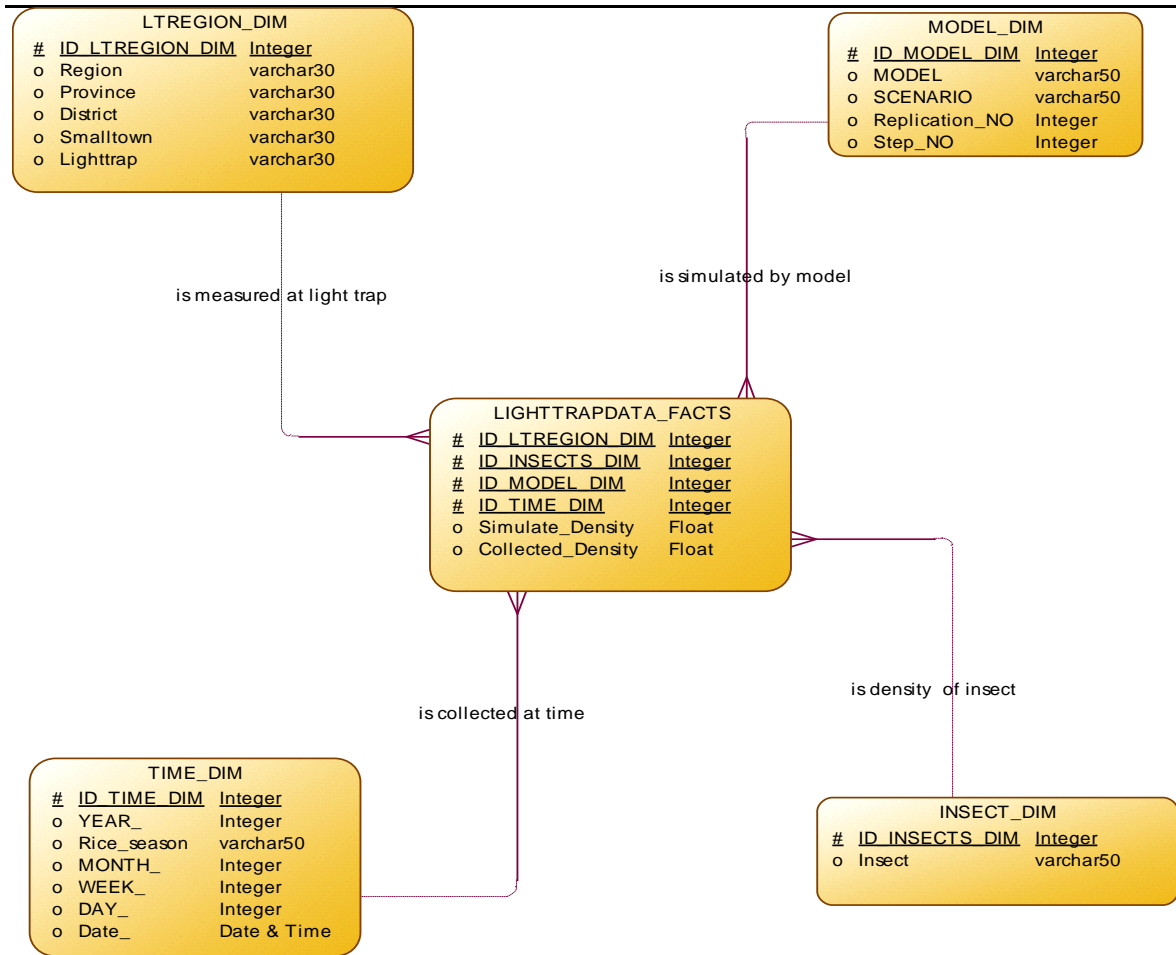 LTREGION_DIM
# ID_LTREGION_DIM Integer
o Region varchar30
o Province varchar30
o District varchar30
o Smalltown varchar30
o Lighttrap varchar30
MODEL_DIM
# ID_MODEL_DIM Integer
o MODEL varchar50
o SCENARIO varchar50
o Replication_NO Integer
o Step_NO Integer
is measured at light trap
is simulated by model
LIGHTTRAPDATA_FACTS
# ID_LTREGION_DIM Integer
# ID_INSECTS_DIM Integer
# ID_MODEL_DIM Integer
# ID_TIME_DIM Integer
o Simulate_Density Float
o Collected_Density Float
is collected at time
is density of insect
TIME_DIM
# ID_TIME_DIM Integer
o YEAR_ Integer
o Rice_season varchar50
o MONTH_ Integer
o WEEK_ Integer
o DAY_ Integer
o Date_ Date & Time
INSECT_DIM
# ID_INSECTS_DIM Integer
o Insect varchar50